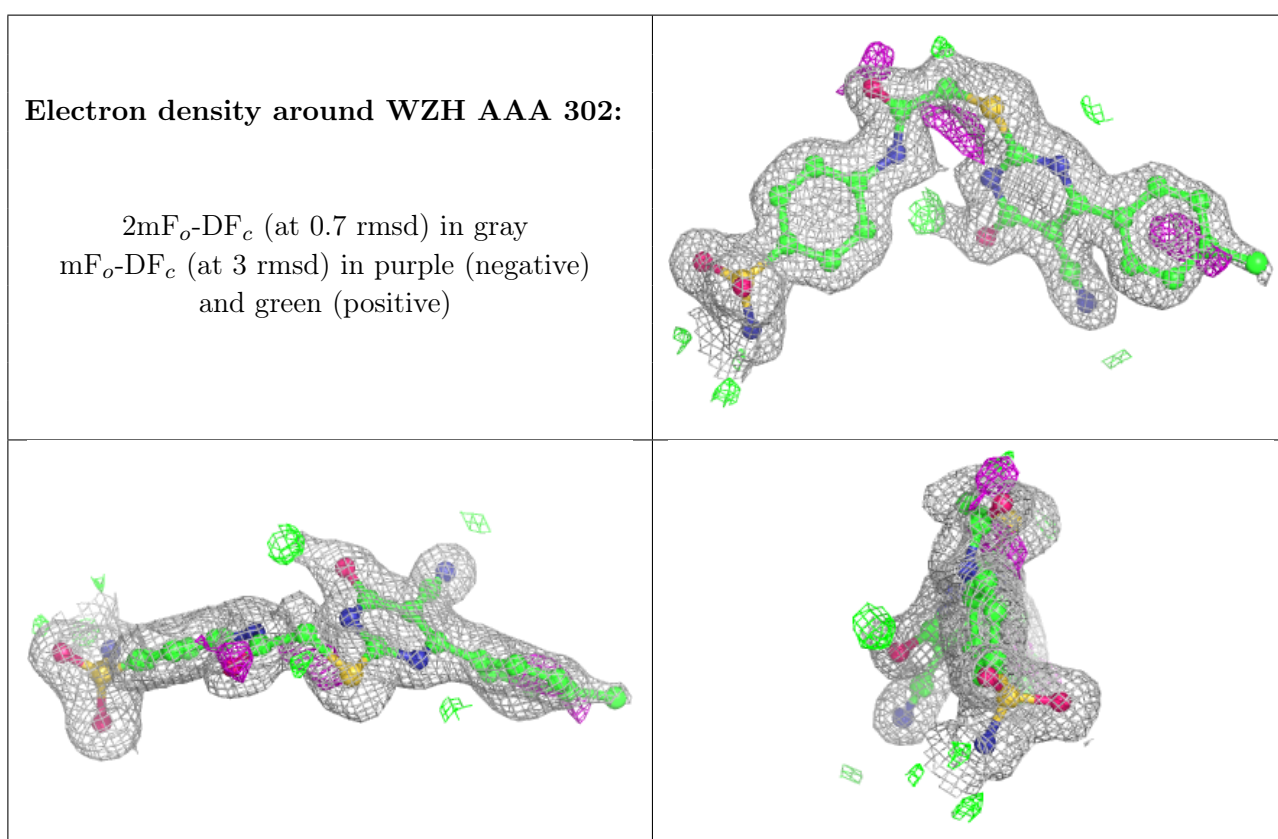 Electron density around WZH AAA 302:
2mFₒ-DF𝒸 (at 0.7 rmsd) in gray
mFₒ-DF𝒸 (at 3 rmsd) in purple (negative)
and green (positive)